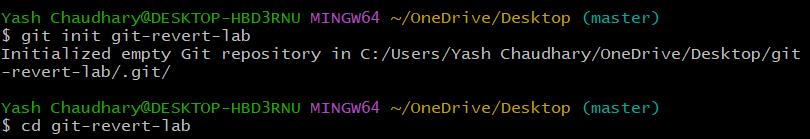 Yash Chaudhary@DESKTOP-HBD3RNU MINGW64 ~/OneDrive/Desktop (master)
$ git init git-revert-lab
Initialized empty Git repository in C:/Users/Yash Chaudhary/OneDrive/Desktop/git
-revert-lab/.git/
Yash Chaudhary@DESKTOP-HBD3RNU MINGW64 ~/OneDrive/Desktop (master)
$ cd git-revert-lab